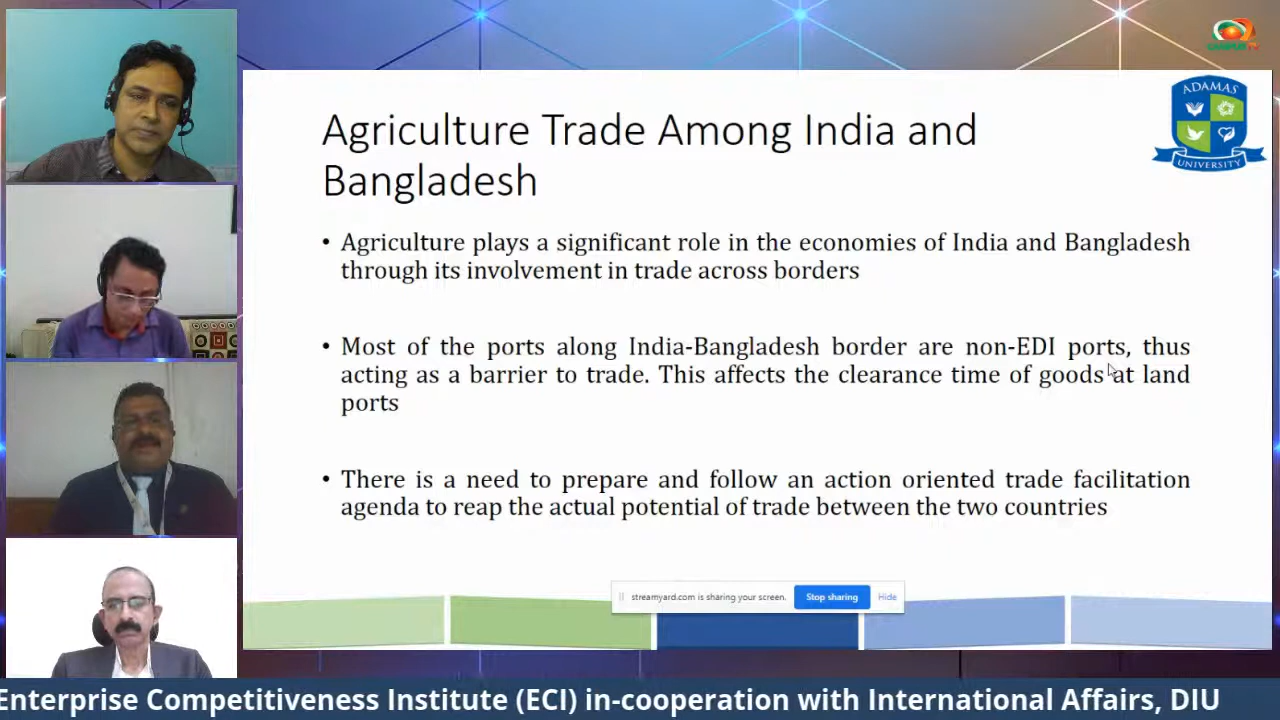 CAMPUS TV
ADAMAS
UNIVERSITY
Agriculture Trade Among India and
Bangladesh
• Agriculture plays a significant role in the economies of India and Bangladesh
through its involvement in trade across borders
• Most of the ports along India-Bangladesh border are non-EDI ports, thus
acting as a barrier to trade. This affects the clearance time of goods at land
ports
• There is a need to prepare and follow an action oriented trade facilitation
agenda to reap the actual potential of trade between the two countries
streamyard.com is sharing your screen. Stop sharing Hide
Enterprise Competitiveness Institute (ECI) in-cooperation with International Affairs, DIU